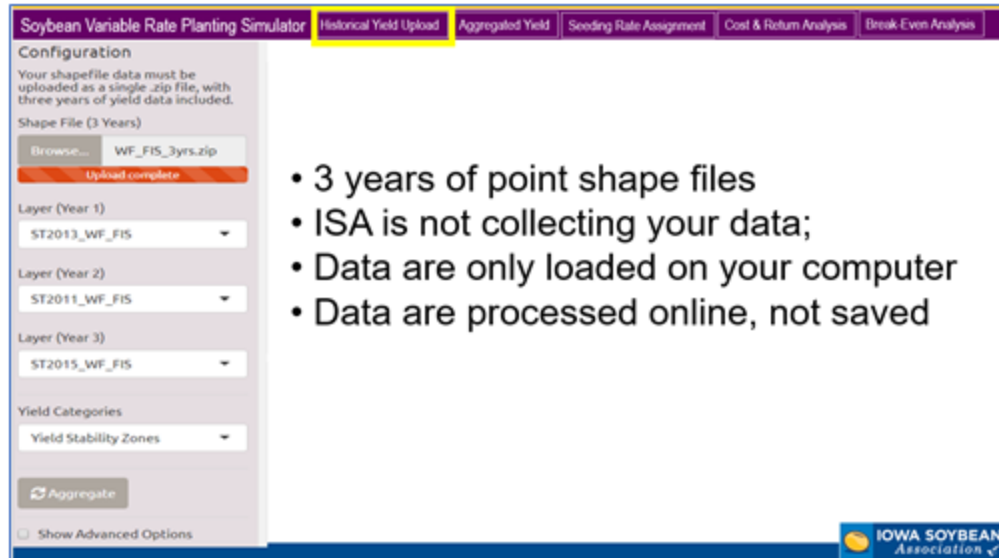 Soybean Variable Rate Planting Simulator
Historical Yield Upload
Aggregated Yield
Seeding Rate Assignment
Cost & Return Analysis
Break-Even Analysis
Configuration
Your shapefile data must be
uploaded as a single .zip file, with
three years of yield data included.
Shape File (3 Years)
Browse... WF_FIS_3yrs.zip
Upload complete
Layer (Year 1)
ST2013_WF_FIS
Layer (Year 2)
ST2011_WF_FIS
Layer (Year 3)
ST2015_WF_FIS
Yield Categories
Yield Stability Zones
Aggregate
Show Advanced Options
• 3 years of point shape files
• ISA is not collecting your data;
• Data are only loaded on your computer
• Data are processed online, not saved
IOWA SOYBEAN
Association